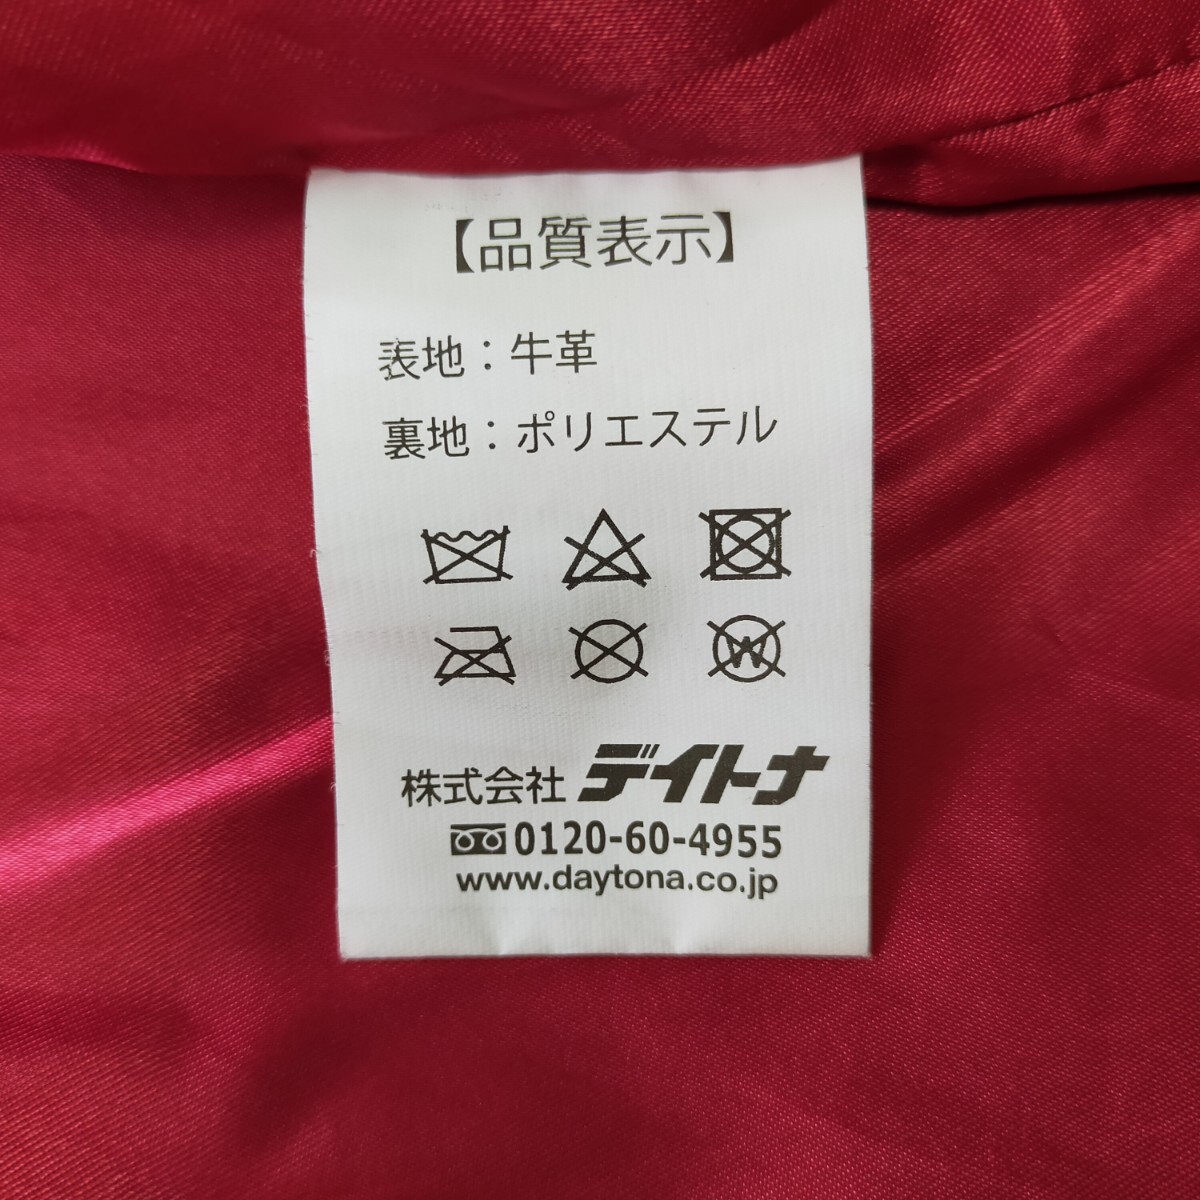 【品質表示】
表地：牛革
裏地：ポリエステル
W
株式会社 デイトナ
0120-60-4955
www.daytona.co.jp